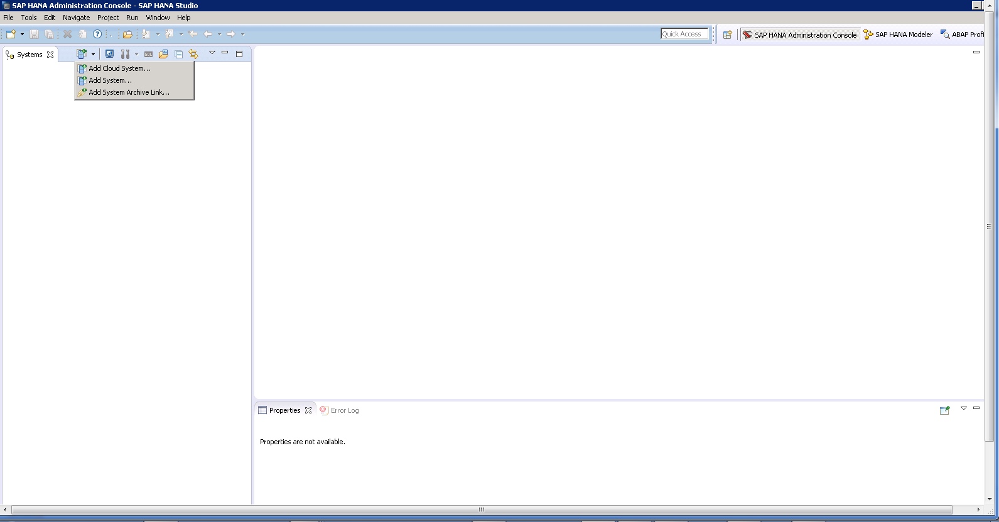 SAP HANA Administration Console - SAP HANA Studio
File Tools Edit Navigate Project Run Window Help
Quick Access SAP HANA Administration Console SAP HANA Modeler ABAP Profi
Systems
SQL
Add Cloud System...
Add System...
Add System Archive Link...
Properties Error Log
Properties are not available.